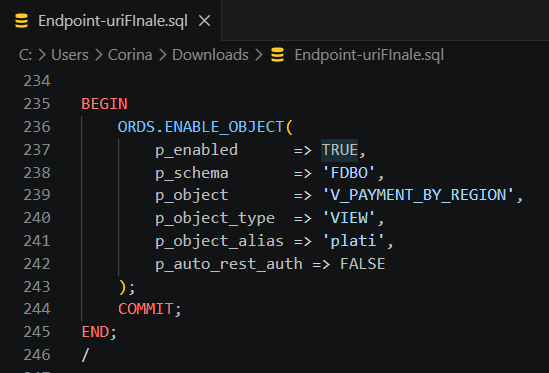 Endpoint-uriFInale.sql
C: > Users > Corina > Downloads > Endpoint-uriFInale.sql
234
235 BEGIN
236 ORDS.ENABLE_OBJECT(
237 p_enabled => TRUE,
238 p_schema => 'FDBO',
239 p_object => 'V_PAYMENT_BY_REGION',
240 p_object_type => 'VIEW',
241 p_object_alias => 'plati',
242 p_auto_rest_auth => FALSE
243 );
244 COMMIT;
245 END;
246 /
247